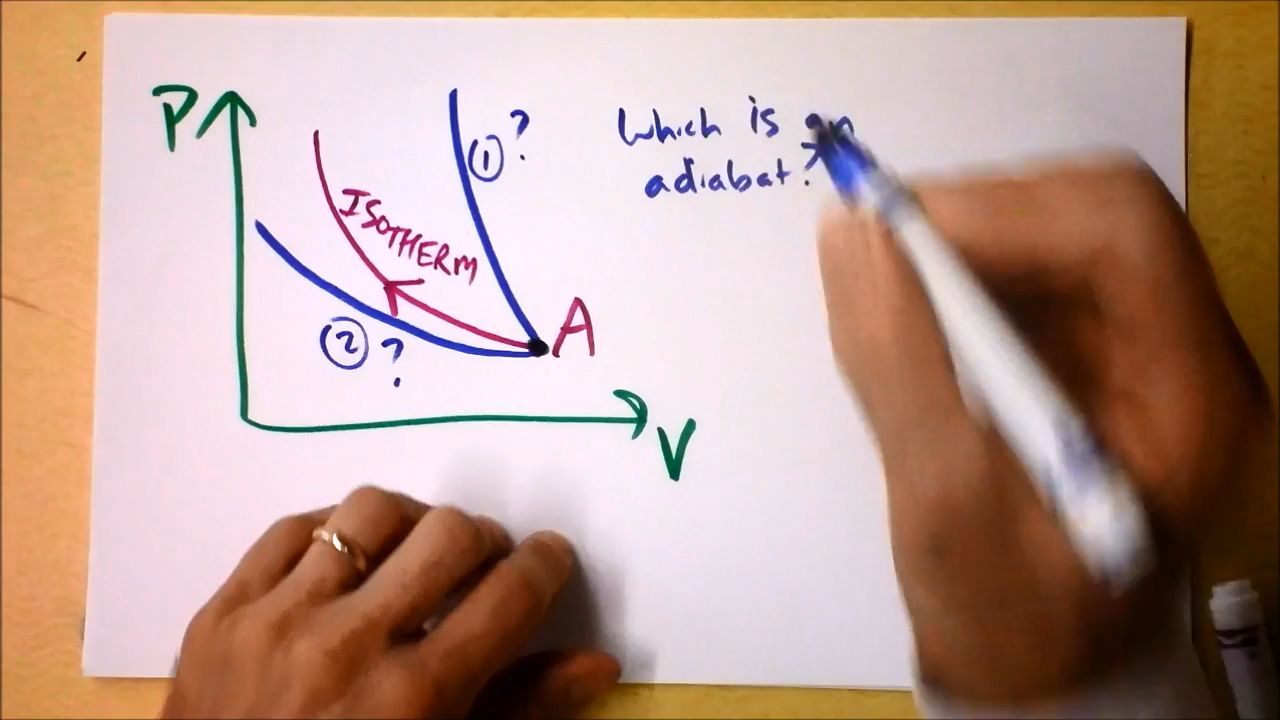 P
① ?
Which is an
adiabat?
ISOTHERM
② ?
A
V